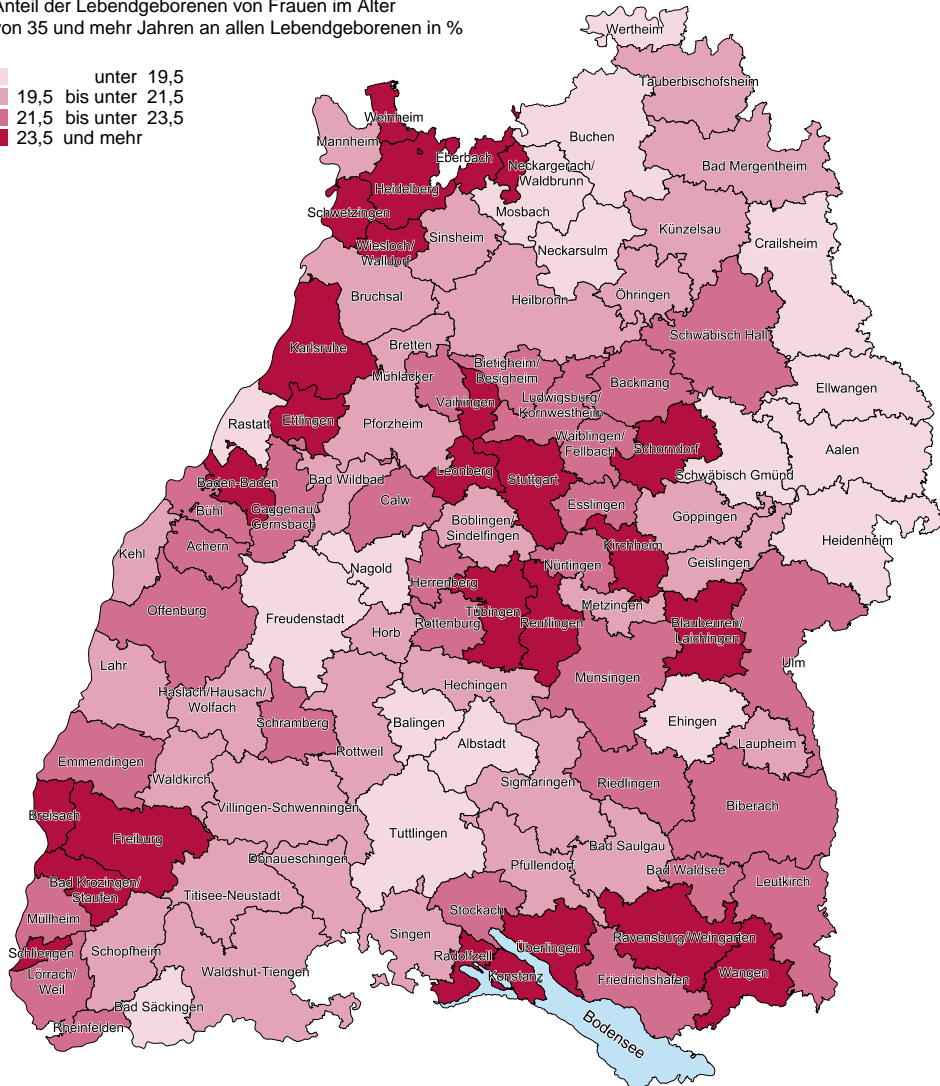 Anteil der Lebendgeborenen von Frauen im Alter
von 35 und mehr Jahren an allen Lebendgeborenen in %
unter 19,5
19,5 bis unter 21,5
21,5 bis unter 23,5
23,5 und mehr
Wertheim
Tauberbischofsheim
Weinheim
Mannheim
Buchen
Eberbach
Neckargerach/
Waldbrunn
Bad Mergentheim
Heidelberg
Schwetzingen
Mosbach
Künzelsau
Sinsheim
Wiesloch/
Walldorf
Neckarsulm
Crailsheim
Bruchsal
Heilbronn
Öhringen
Schwäbisch Hall
Karlsruhe
Bretten
Bietigheim/
Besigheim
Mühlacker
Backnang
Ellwangen
Vaihingen
Ludwigsburg/
Kornwestheim
Rastatt
Ettlingen
Pforzheim
Waiblingen/
Fellbach
Schorndorf
Aalen
Leonberg
Stuttgart
Schwäbisch Gmünd
Baden-Baden
Bad Wildbad
Calw
Bühl
Gaggenau/
Gernsbach
Esslingen
Böblingen/
Sindelfingen
Göppingen
Heidenheim
Kehl
Achern
Kirchheim
Nürtingen
Geislingen
Nagold
Herrenberg
Offenburg
Freudenstadt
Horb
Rottenburg
Tübingen
Reutlingen
Metzingen
Blaubeuren/
Laichingen
Lahr
Ulm
Haslach/Hausach/
Wolfach
Hechingen
Münsingen
Schramberg
Balingen
Ehingen
Rottweil
Albstadt
Laupheim
Emmendingen
Waldkirch
Sigmaringen
Riedlingen
Villingen-Schwenningen
Biberach
Breisach
Freiburg
Tuttlingen
Bad Saulgau
Donaueschingen
Pfullendorf
Bad Waldsee
Bad Krozingen/
Staufen
Titisee-Neustadt
Leutkirch
Müllheim
Stockach
Singen
Ravensburg/Weingarten
Schliengen
Schopfheim
Radolfzell
Überlingen
Lörrach/
Weil
Waldshut-Tiengen
Konstanz
Friedrichshafen
Wangen
Bad Säckingen
Rheinfelden
Bodensee